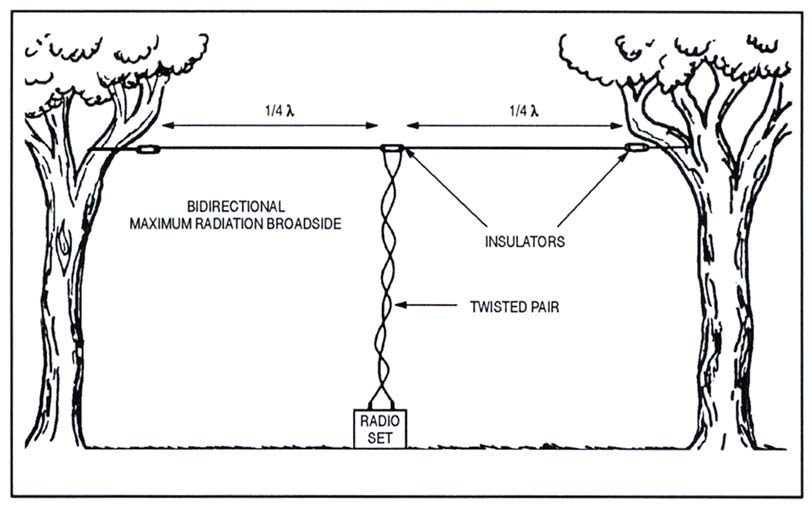 1/4 λ
1/4 λ
BIDIRECTIONAL
MAXIMUM RADIATION BROADSIDE
INSULATORS
TWISTED PAIR
RADIO
SET